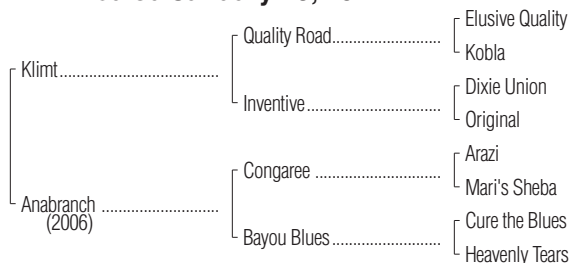 Elusive Quality
Quality Road
Kobla
Klimt
Dixie Union
Inventive
Original
Arazi
Congaree
Mari's Sheba
Anabranch
(2006)
Cure the Blues
Bayou Blues
Heavenly Tears